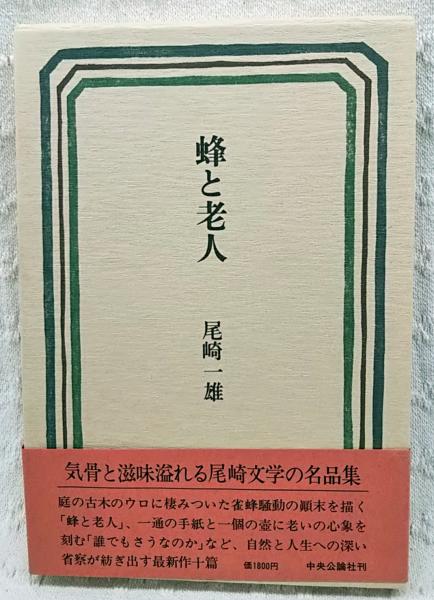 蜂と老人
尾崎一雄
気骨と滋味溢れる尾崎文学の名品集
庭の古木のウロに棲みついた雀蜂騒動の顚末を描く
「蜂と老人」、一通の手紙と一個の壺に老いの心象を
刻む「誰でもさうなのか」など、自然と人生への深い
省察が紡ぎ出す最新作十篇
価1800円
中央公論社刊